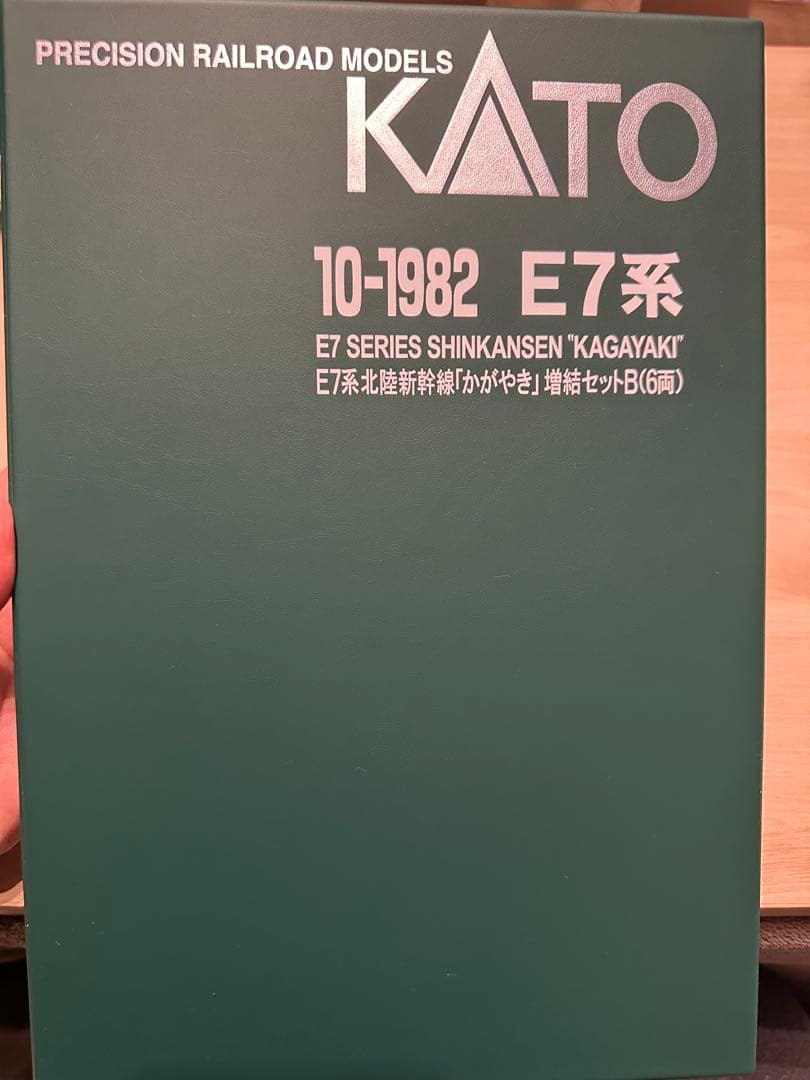 PRECISION RAILROAD MODELS
KATO
10-1982 E7系
E7 SERIES SHINKANSEN "KAGAYAKI"
E7系北陸新幹線「かがやき」増結セットB(6両)